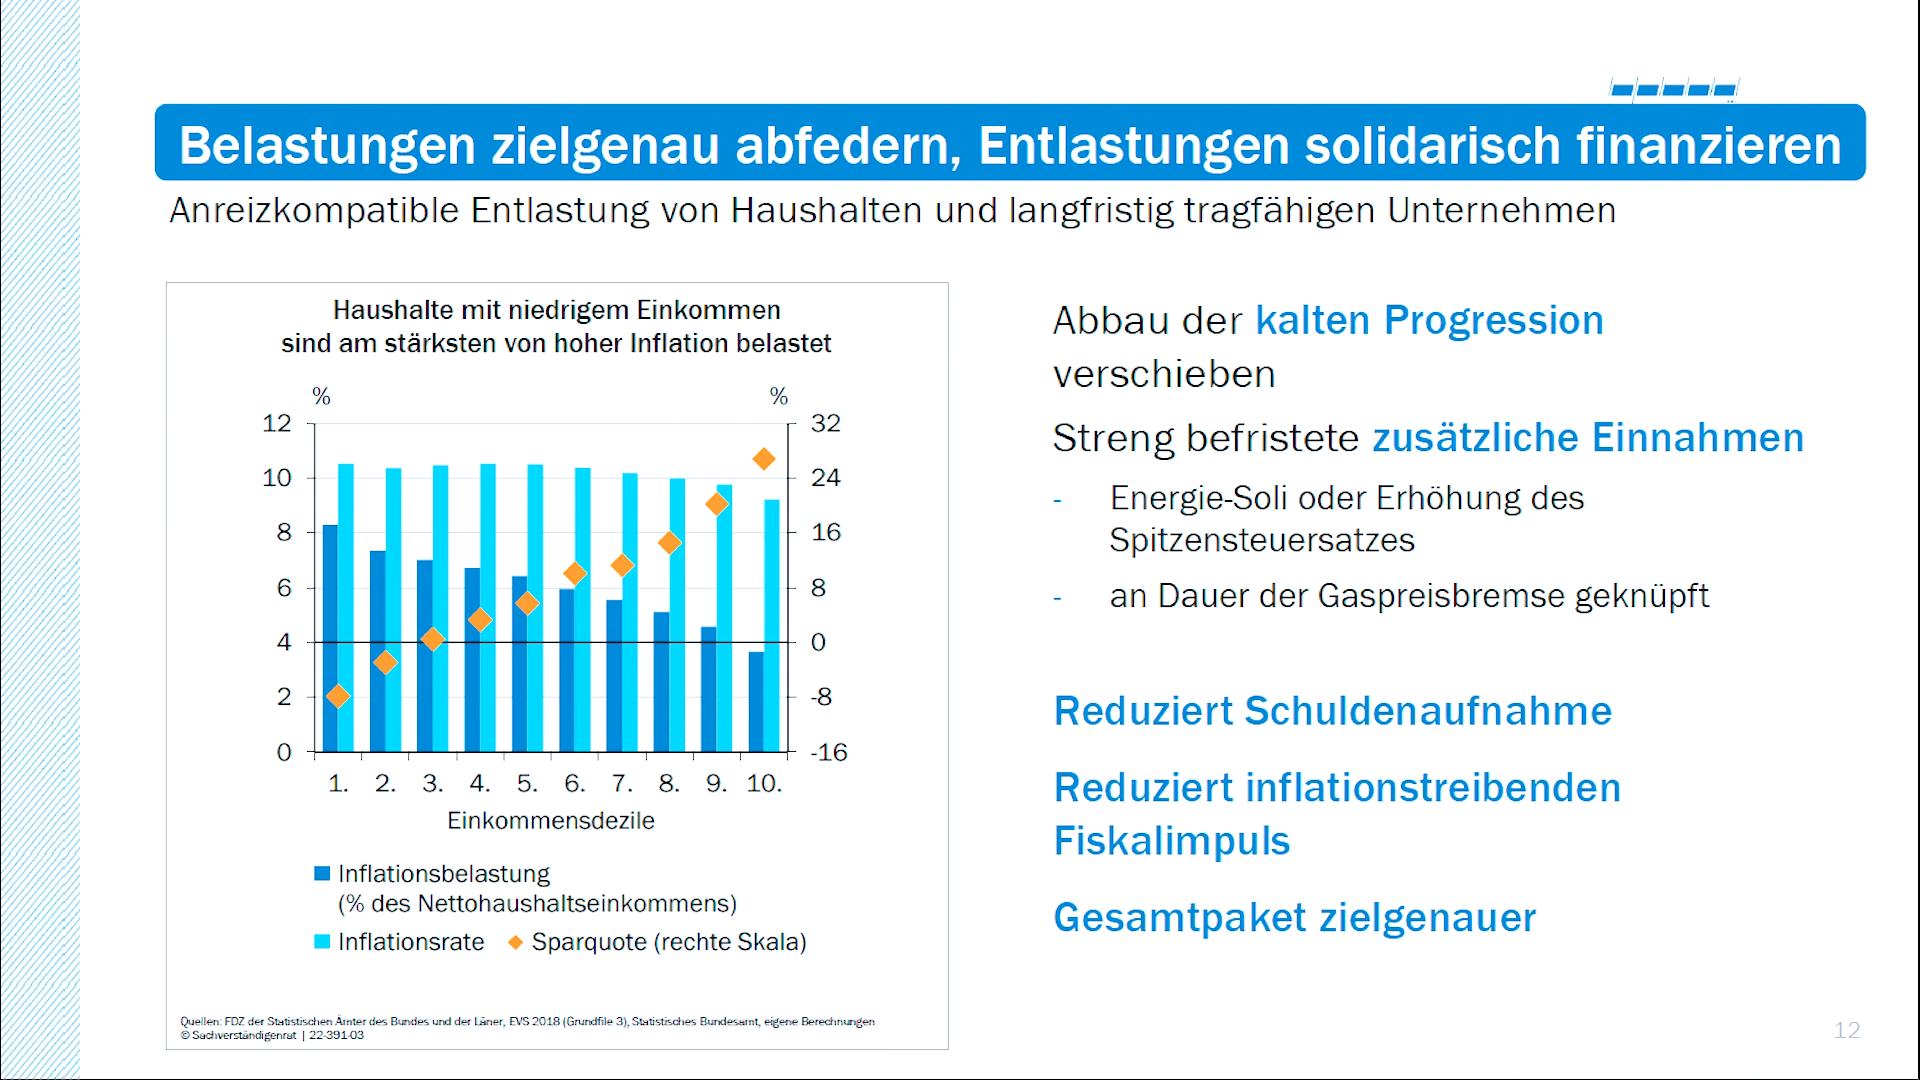 Belastungen zielgenau abfedern, Entlastungen solidarisch finanzieren
Anreizkompatible Entlastung von Haushalten und langfristig tragfähigen Unternehmen
Haushalte mit niedrigem Einkommen
sind am stärksten von hoher Inflation belastet
% %
12 32
10 24
8 16
6 8
4 0
2 -8
0 -16
1. 2. 3. 4. 5. 6. 7. 8. 9. 10.
Einkommensdezile
Inflationsbelastung
(% des Nettohaushaltseinkommens)
Inflationsrate Sparquote (rechte Skala)
Quellen: FDZ der Statistischen Ämter des Bundes und der Läner, EVS 2018 (Grundfile 3), Statistisches Bundesamt, eigene Berechnungen
© Sachverständigenrat | 22-391-03
Abbau der kalten Progression
verschieben
Streng befristete zusätzliche Einnahmen
- Energie-Soli oder Erhöhung des
Spitzensteuersatzes
- an Dauer der Gaspreisbremse geknüpft
Reduziert Schuldenaufnahme
Reduziert inflationstreibenden
Fiskalimpuls
Gesamtpaket zielgenauer
12